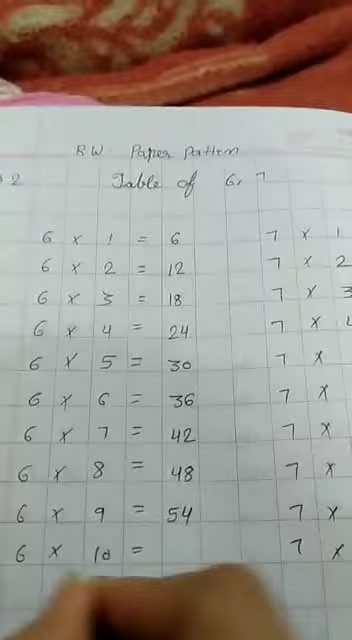 RW Paper pattern
2 Table of 6, 7
6 × 1 = 6 7 × 1
6 × 2 = 12 7 × 2
6 × 3 = 18 7 × 3
6 × 4 = 24 7 × 4
6 × 5 = 30 7 ×
6 × 6 = 36 7 ×
6 × 7 = 42 7 ×
6 × 8 = 48 7 ×
6 × 9 = 54 7 ×
6 × 10 = 7 ×